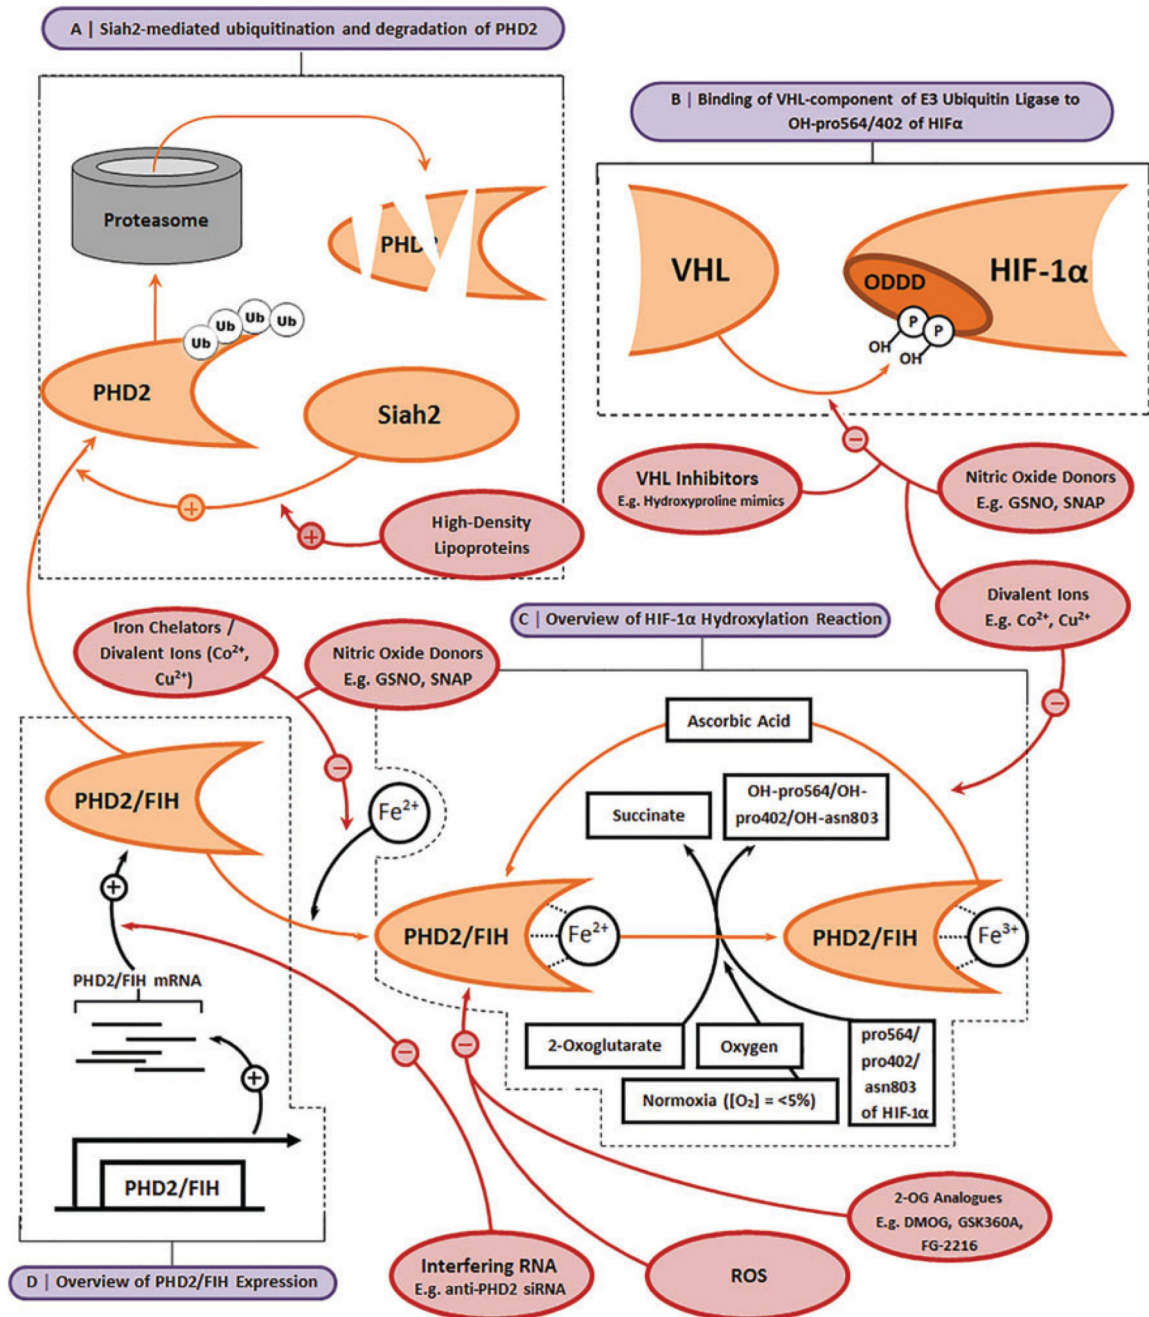 A | Siah2-mediated ubiquitination and degradation of PHD2
Proteasome
PHD2
Ub
Ub
Ub
Ub
PHD2
Siah2
+
+
High-Density
Lipoproteins
B | Binding of VHL-component of E3 Ubiquitin Ligase to
OH-pro564/402 of HIFα
VHL
HIF-1α
ODDD
P
P
OH
OH
−
VHL Inhibitors
E.g. Hydroxyproline mimics
Nitric Oxide Donors
E.g. GSNO, SNAP
Divalent Ions
E.g. Co²⁺, Cu²⁺
−
C | Overview of HIF-1α Hydroxylation Reaction
Iron Chelators /
Divalent Ions (Co²⁺,
Cu²⁺)
Nitric Oxide Donors
E.g. GSNO, SNAP
−
Fe²⁺
Ascorbic Acid
Succinate
OH-pro564/OH-
pro402/OH-asn803
PHD2/FIH
Fe²⁺
PHD2/FIH
Fe³⁺
2-Oxoglutarate
Oxygen
Normoxia ([O₂] = <5%)
pro564/
pro402/
asn803
of HIF-1α
PHD2/FIH
+
PHD2/FIH mRNA
+
PHD2/FIH
D | Overview of PHD2/FIH Expression
−
−
Interfering RNA
E.g. anti-PHD2 siRNA
ROS
2-OG Analogues
E.g. DMOG, GSK360A,
FG-2216